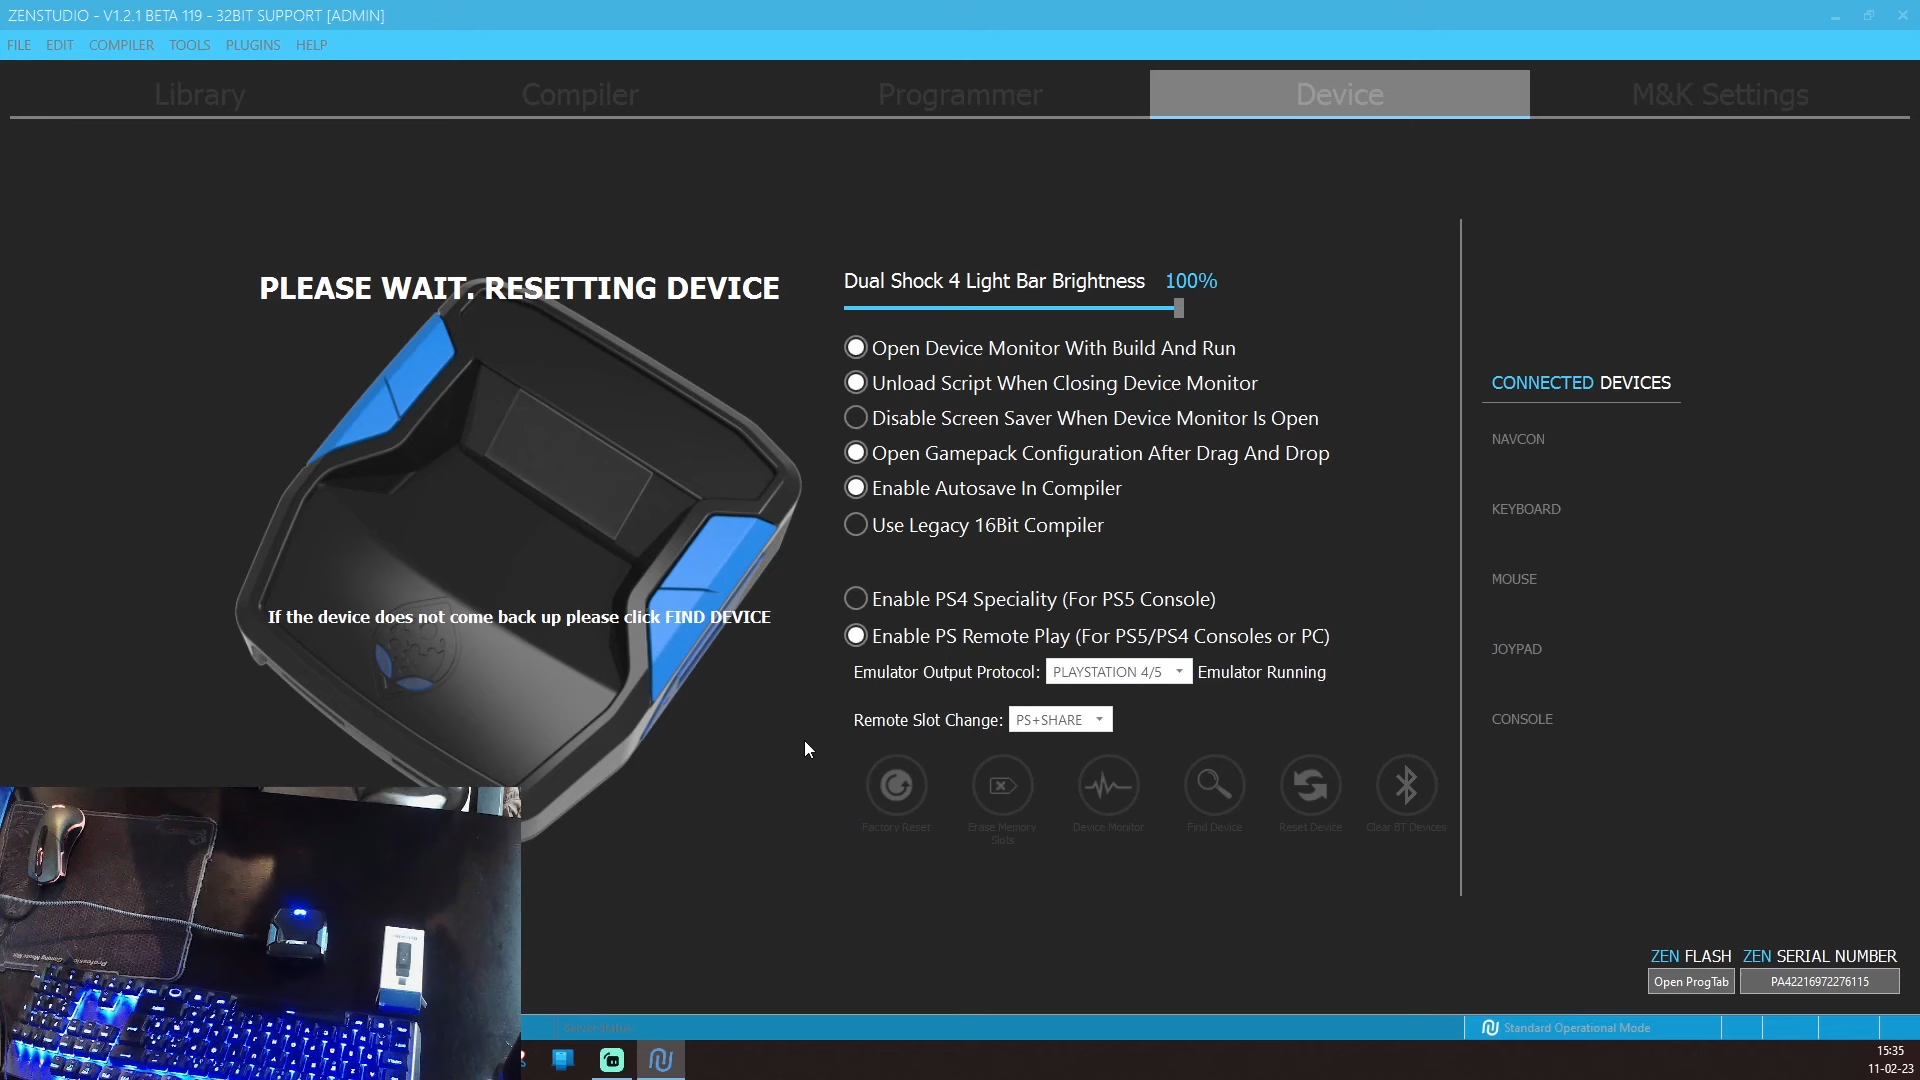 ZENSTUDIO - V1.2.1 BETA 119 - 32BIT SUPPORT [ADMIN]
FILE EDIT COMPILER TOOLS PLUGINS HELP
Library Compiler Programmer Device M&K Settings
PLEASE WAIT. RESETTING DEVICE
If the device does not come back up please click FIND DEVICE
Dual Shock 4 Light Bar Brightness 100%
Open Device Monitor With Build And Run
Unload Script When Closing Device Monitor
Disable Screen Saver When Device Monitor Is Open
Open Gamepack Configuration After Drag And Drop
Enable Autosave In Compiler
Use Legacy 16Bit Compiler
Enable PS4 Speciality (For PS5 Console)
Enable PS Remote Play (For PS5/PS4 Consoles or PC)
Emulator Output Protocol: PLAYSTATION 4/5 Emulator Running
Remote Slot Change: PS+SHARE
Factory Reset
Erase Memory
Slots
Device Monitor
Find Device
Reset Device
Clear BT Devices
CONNECTED DEVICES
NAVCON
KEYBOARD
MOUSE
JOYPAD
CONSOLE
ZEN FLASH ZEN SERIAL NUMBER
Open ProgTab PA42216972276115
Server Status
Standard Operational Mode
15:35
11-02-23